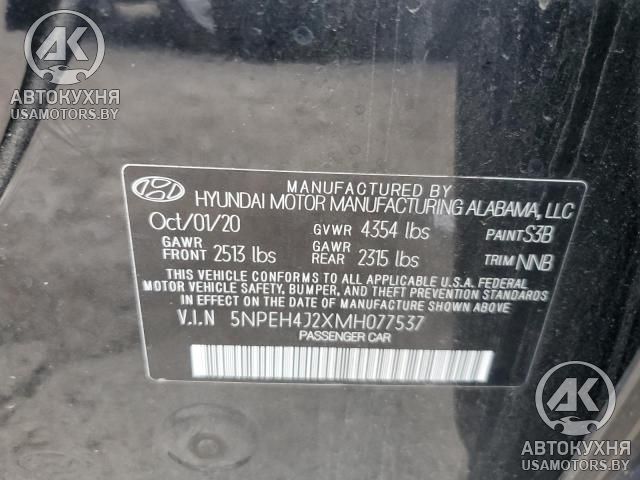 AK
АВТОКУХНЯ
USAMOTORS.BY
MANUFACTURED BY
HYUNDAI MOTOR MANUFACTURING ALABAMA, LLC
Oct/01/20 GVWR 4354 lbs PAINT S3B
GAWR FRONT 2513 lbs GAWR REAR 2315 lbs TRIM NNB
THIS VEHICLE CONFORMS TO ALL APPLICABLE U.S.A. FEDERAL
MOTOR VEHICLE SAFETY, BUMPER, AND THEFT PREVENTION STANDARDS
IN EFFECT ON THE DATE OF MANUFACTURE SHOWN ABOVE
V.I.N 5NPEH4J2XMH077537
PASSENGER CAR
AK
АВТОКУХНЯ
USAMOTORS.BY